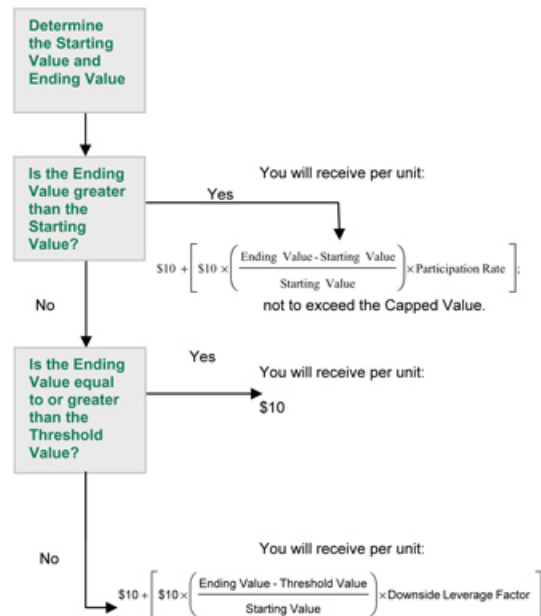 Determine
the Starting
Value and
Ending Value
Is the Ending
Value greater
than the
Starting
Value?
Yes
You will receive per unit:
$10 + [ $10 × ( Ending Value - Starting Value / Starting Value ) × Participation Rate ];
not to exceed the Capped Value.
No
Is the Ending
Value equal
to or greater
than the
Threshold
Value?
Yes
You will receive per unit:
$10
No
You will receive per unit:
$10 + [ $10 × ( Ending Value - Threshold Value / Starting Value ) × Downside Leverage Factor ]